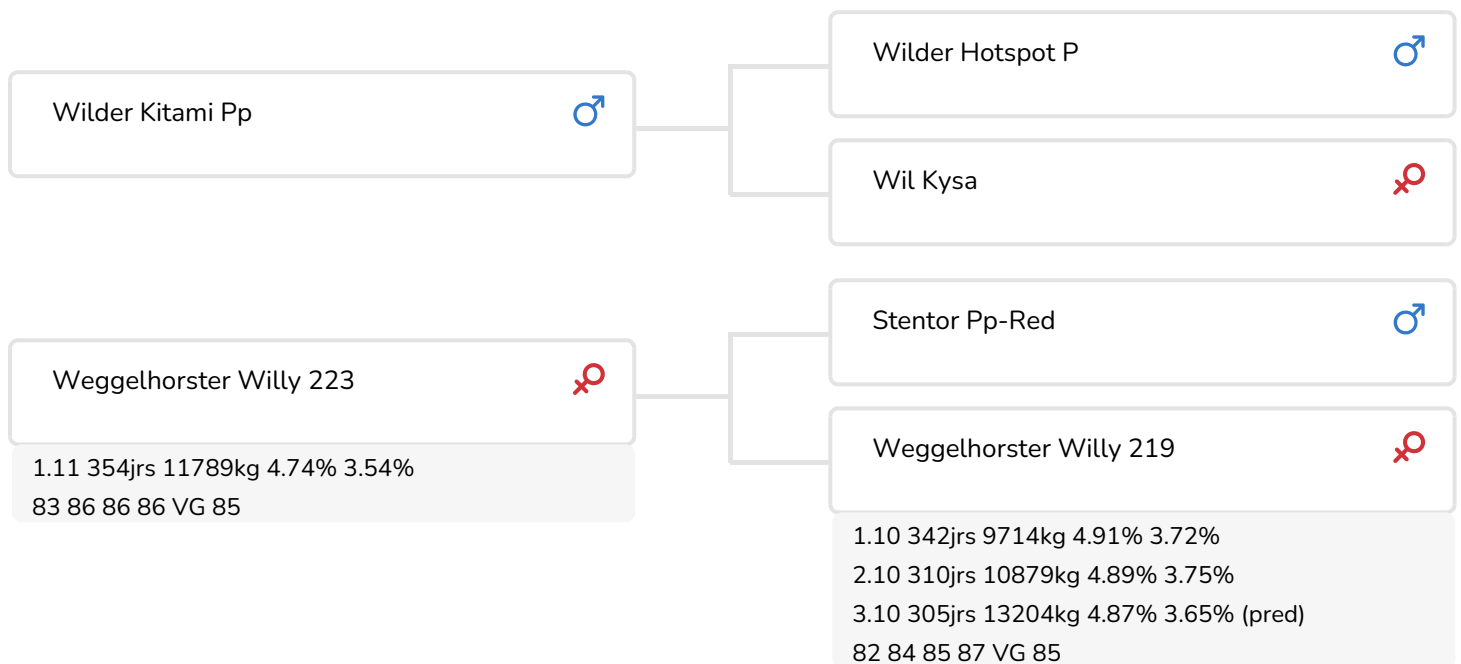 Wilder Kitami Pp
Wilder Hotspot P
Wil Kysa
Weggelhorster Willy 223
1.11 354jrs 11789kg 4.74% 3.54%
83 86 86 86 VG 85
Stentor Pp-Red
Weggelhorster Willy 219
1.10 342jrs 9714kg 4.91% 3.72%
2.10 310jrs 10879kg 4.89% 3.75%
3.10 305jrs 13204kg 4.87% 3.65% (pred)
82 84 85 87 VG 85